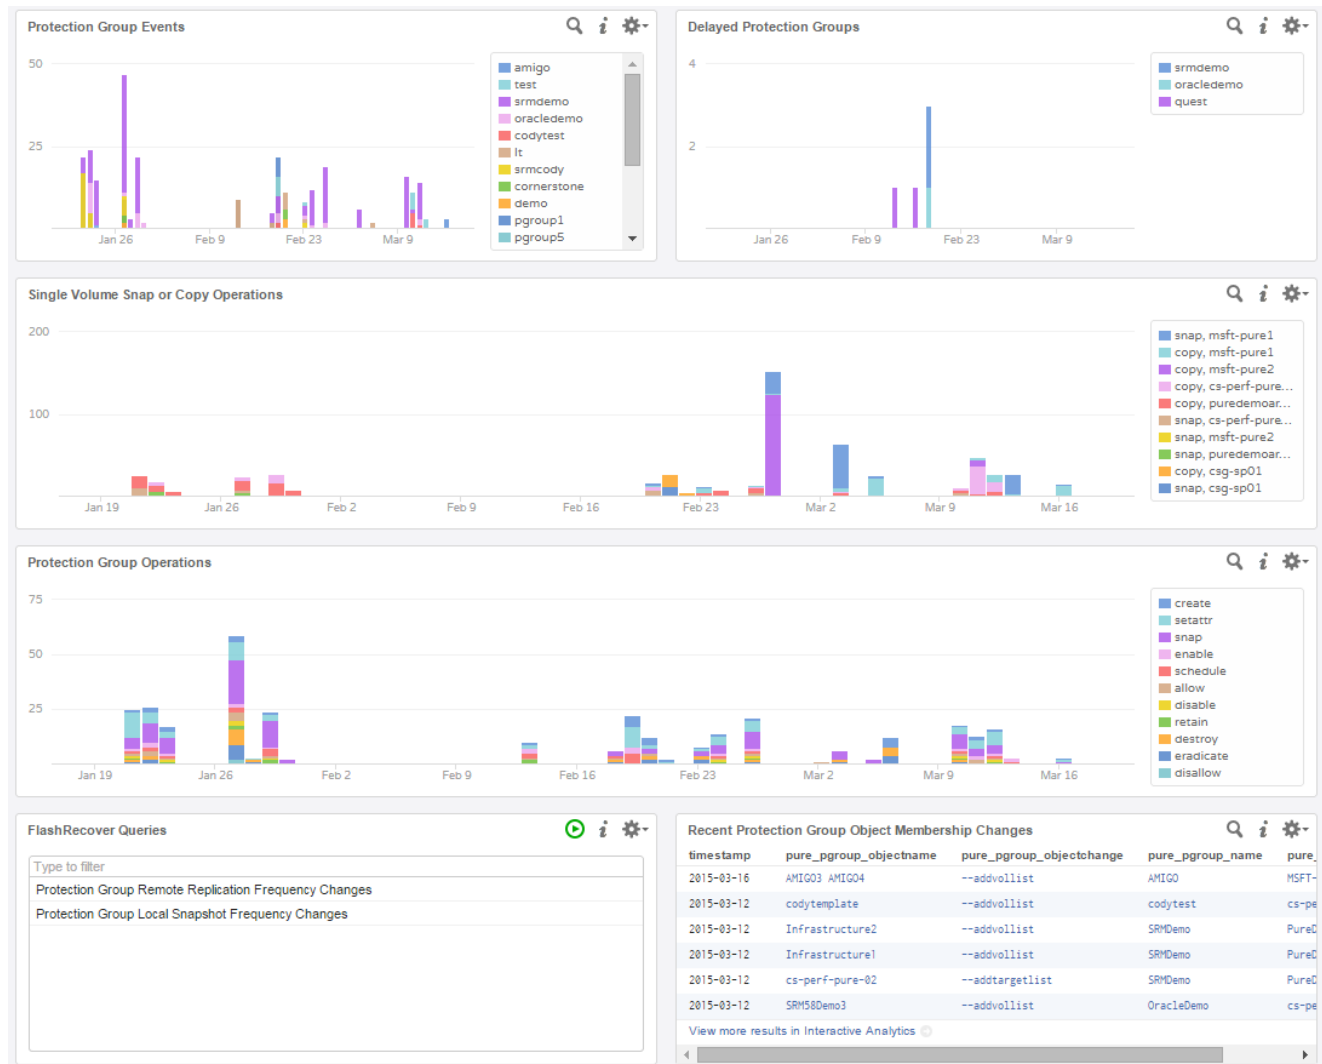 Protection Group Events
50
25
Jan 26 Feb 9 Feb 23 Mar 9
amigo
test
srmdemo
oracledemo
codytest
lt
srmcody
cornerstone
demo
pgroup1
pgroup5
Delayed Protection Groups
4
2
Jan 26 Feb 9 Feb 23 Mar 9
srmdemo
oracledemo
quest
Single Volume Snap or Copy Operations
200
100
Jan 19 Jan 26 Feb 2 Feb 9 Feb 16 Feb 23 Mar 2 Mar 9 Mar 16
snap, msft-pure1
copy, msft-pure1
copy, msft-pure2
copy, cs-perf-pure...
copy, puredemoar...
snap, cs-perf-pure...
snap, msft-pure2
snap, puredemoar...
copy, csg-sp01
snap, csg-sp01
Protection Group Operations
75
50
25
Jan 19 Jan 26 Feb 2 Feb 9 Feb 16 Feb 23 Mar 2 Mar 9 Mar 16
create
setattr
snap
enable
schedule
allow
disable
retain
destroy
eradicate
disallow
FlashRecover Queries
Type to filter
Protection Group Remote Replication Frequency Changes
Protection Group Local Snapshot Frequency Changes
Recent Protection Group Object Membership Changes
timestamp pure_pgroup_objectname pure_pgroup_objectchange pure_pgroup_name pure_
2015-03-16 AMIGO3 AMIGO4 --addvollist AMIGO MSFT-
2015-03-12 codytemplate --addvollist codytest cs-pe
2015-03-12 Infrastructure2 --addvollist SRMDemo PureD
2015-03-12 Infrastructure1 --addvollist SRMDemo PureD
2015-03-12 cs-perf-pure-02 --addtargetlist SRMDemo PureD
2015-03-12 SRM58Demo3 --addvollist OracleDemo cs-pe
View more results in Interactive Analytics